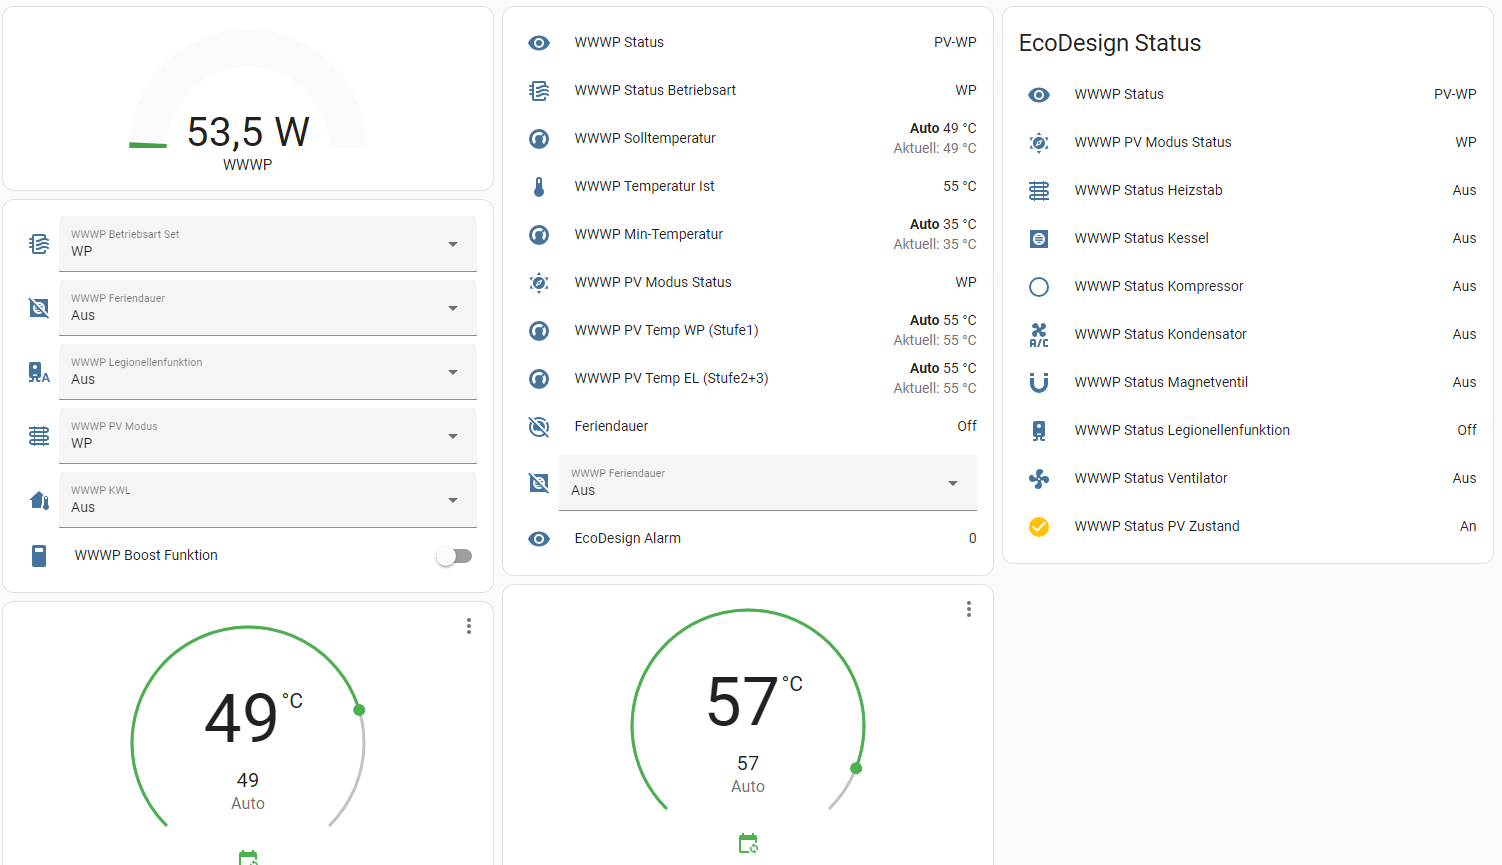 53,5 W
WWWP
WWWP Betriebsart Set
WP
WWWP Feriendauer
Aus
WWWP Legionellenfunktion
Aus
WWWP PV Modus
WP
WWWP KWL
Aus
WWWP Boost Funktion
49 °C
49
Auto
WWWP Status PV-WP
WWWP Status Betriebsart WP
WWWP Solltemperatur Auto 49 °C
Aktuell: 49 °C
WWWP Temperatur Ist 55 °C
WWWP Min-Temperatur Auto 35 °C
Aktuell: 35 °C
WWWP PV Modus Status WP
WWWP PV Temp WP (Stufe1) Auto 55 °C
Aktuell: 55 °C
WWWP PV Temp EL (Stufe2+3) Auto 55 °C
Aktuell: 55 °C
Feriendauer Off
WWWP Feriendauer
Aus
EcoDesign Alarm 0
57 °C
57
Auto
EcoDesign Status
WWWP Status PV-WP
WWWP PV Modus Status WP
WWWP Status Heizstab Aus
WWWP Status Kessel Aus
WWWP Status Kompressor Aus
A/C WWWP Status Kondensator Aus
WWWP Status Magnetventil Aus
WWWP Status Legionellenfunktion Off
WWWP Status Ventilator Aus
WWWP Status PV Zustand An